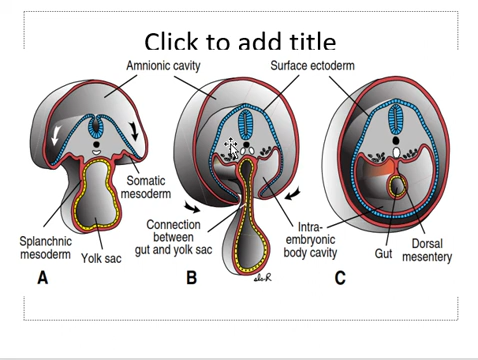 Click to add title
Amnionic cavity
Surface ectoderm
Somatic
mesoderm
Splanchnic
mesoderm
Yolk sac
Connection
between
gut and yolk sac
Intra-
embryonic
body cavity
Gut
Dorsal
mesentery
A
B
C